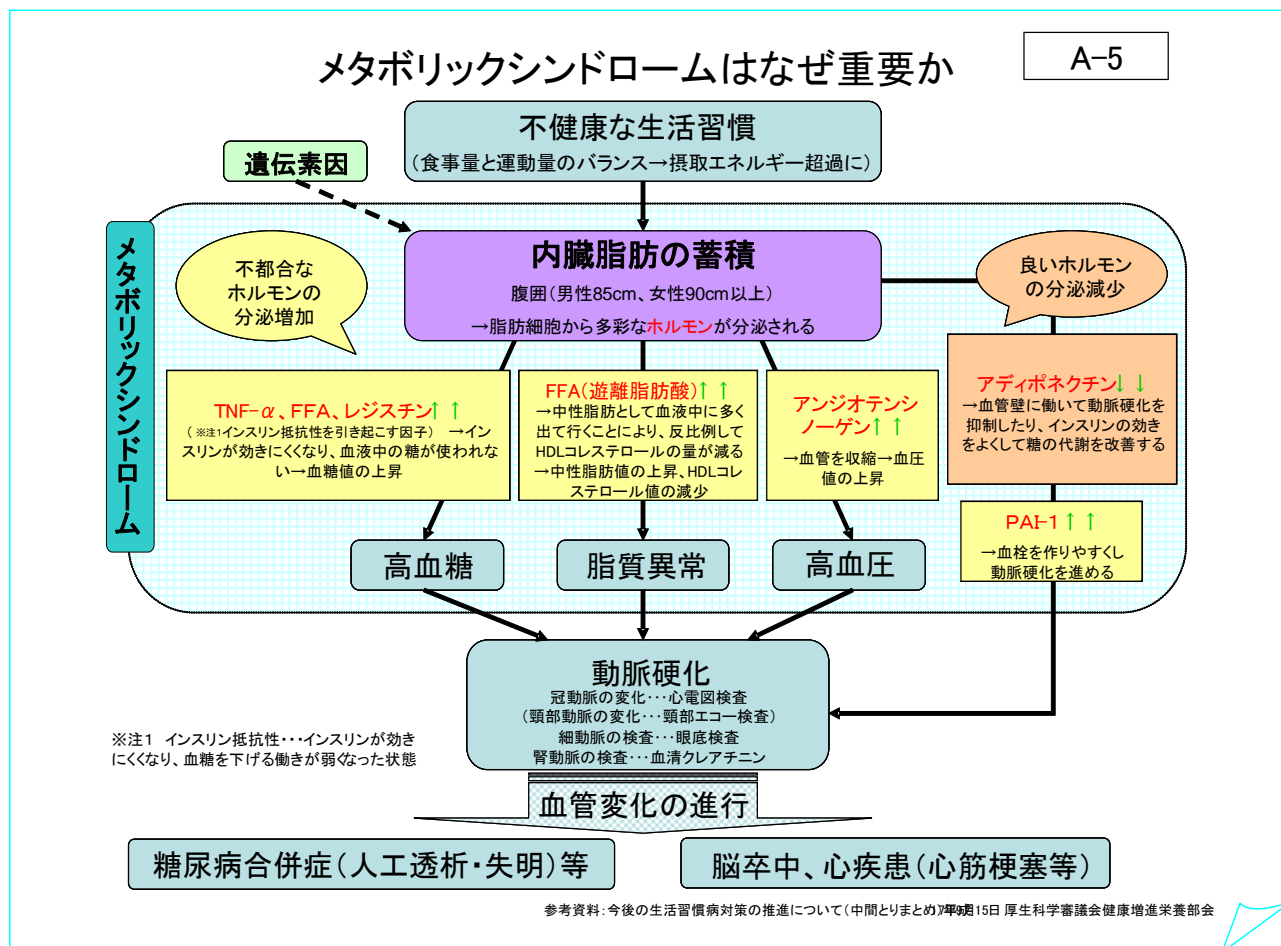 メタボリックシンドロームはなぜ重要か
A-5
不健康な生活習慣
(食事量と運動量のバランス→摂取エネルギー超過に)
遺伝素因
メタボリックシンドローム
不都合な
ホルモンの
分泌増加
内臓脂肪の蓄積
腹囲(男性85cm、女性90cm以上)
→脂肪細胞から多彩なホルモンが分泌される
良いホルモン
の分泌減少
TNF-α、FFA、レジスチン↑↑
(※注1インスリン抵抗性を引き起こす因子) →イン
スリンが効きにくくなり、血液中の糖が使われな
い→血糖値の上昇
FFA(遊離脂肪酸)↑↑
→中性脂肪として血液中に多く
出て行くことにより、反比例して
HDLコレステロールの量が減る
→中性脂肪値の上昇、HDLコレ
ステロール値の減少
アンジオテンシ
ノーゲン↑↑
→血管を収縮→血圧
値の上昇
アディポネクチン↓↓
→血管壁に働いて動脈硬化を
抑制したり、インスリンの効き
をよくして糖の代謝を改善する
PAI-1↑↑
→血栓を作りやすくし
動脈硬化を進める
高血糖
脂質異常
高血圧
動脈硬化
冠動脈の変化･･･心電図検査
(頸部動脈の変化･･･頸部エコー検査)
細動脈の検査･･･眼底検査
腎動脈の検査･･･血清クレアチニン
※注1 インスリン抵抗性･･･インスリンが効き
にくくなり、血糖を下げる働きが弱くなった状態
血管変化の進行
糖尿病合併症(人工透析・失明)等
脳卒中、心疾患(心筋梗塞等)
参考資料:今後の生活習慣病対策の推進について(中間とりまとめ) 15日 厚生科学審議会健康増進栄養部会